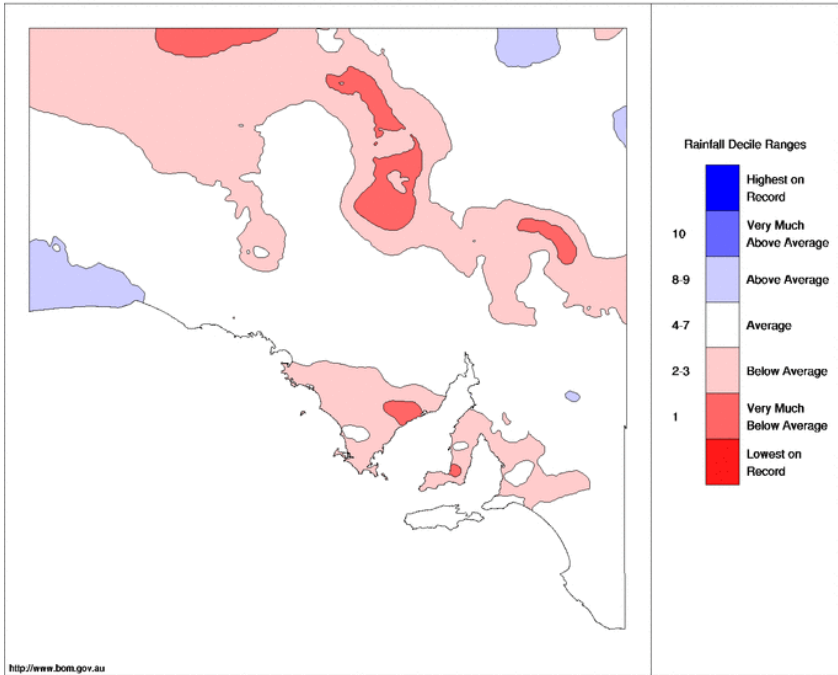 Rainfall Decile Ranges
Highest on
Record
10
Very Much
Above Average
8-9
Above Average
4-7
Average
2-3
Below Average
1
Very Much
Below Average
Lowest on
Record
http://www.bom.gov.au